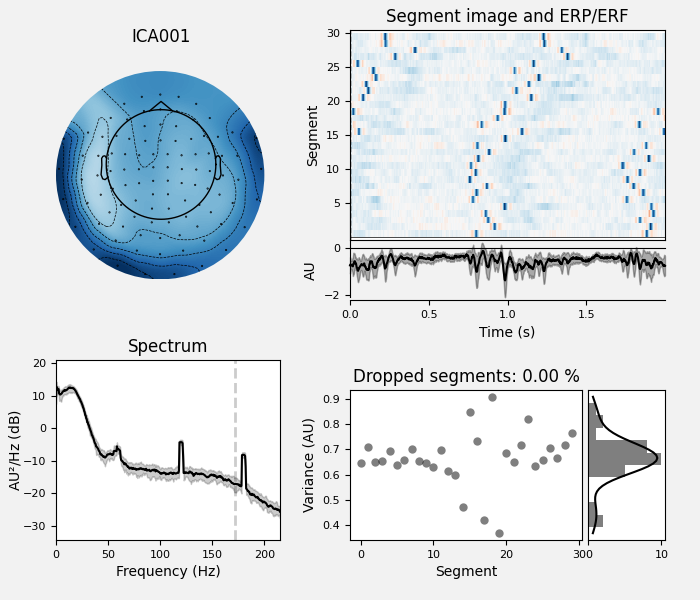 ICA001
Segment image and ERP/ERF
Segment
30
25
20
15
10
5
AU
0
−2
0.0 0.5 1.0 1.5
Time (s)
Spectrum
AU²/Hz (dB)
20
10
0
−10
−20
−30
0 50 100 150 200
Frequency (Hz)
Dropped segments: 0.00 %
Variance (AU)
0.9
0.8
0.7
0.6
0.5
0.4
0 10 20 30 0 10
Segment